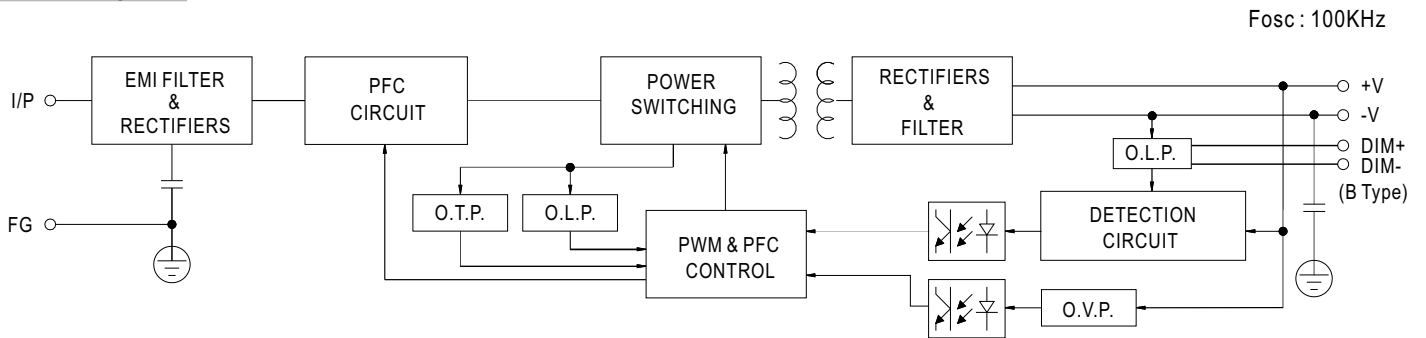 Fosc : 100KHz
I/P
EMI FILTER
&
RECTIFIERS
PFC
CIRCUIT
POWER
SWITCHING
RECTIFIERS
&
FILTER
+V
-V
DIM+
DIM-
(B Type)
O.L.P.
O.T.P.
O.L.P.
FG
PWM & PFC
CONTROL
DETECTION
CIRCUIT
O.V.P.